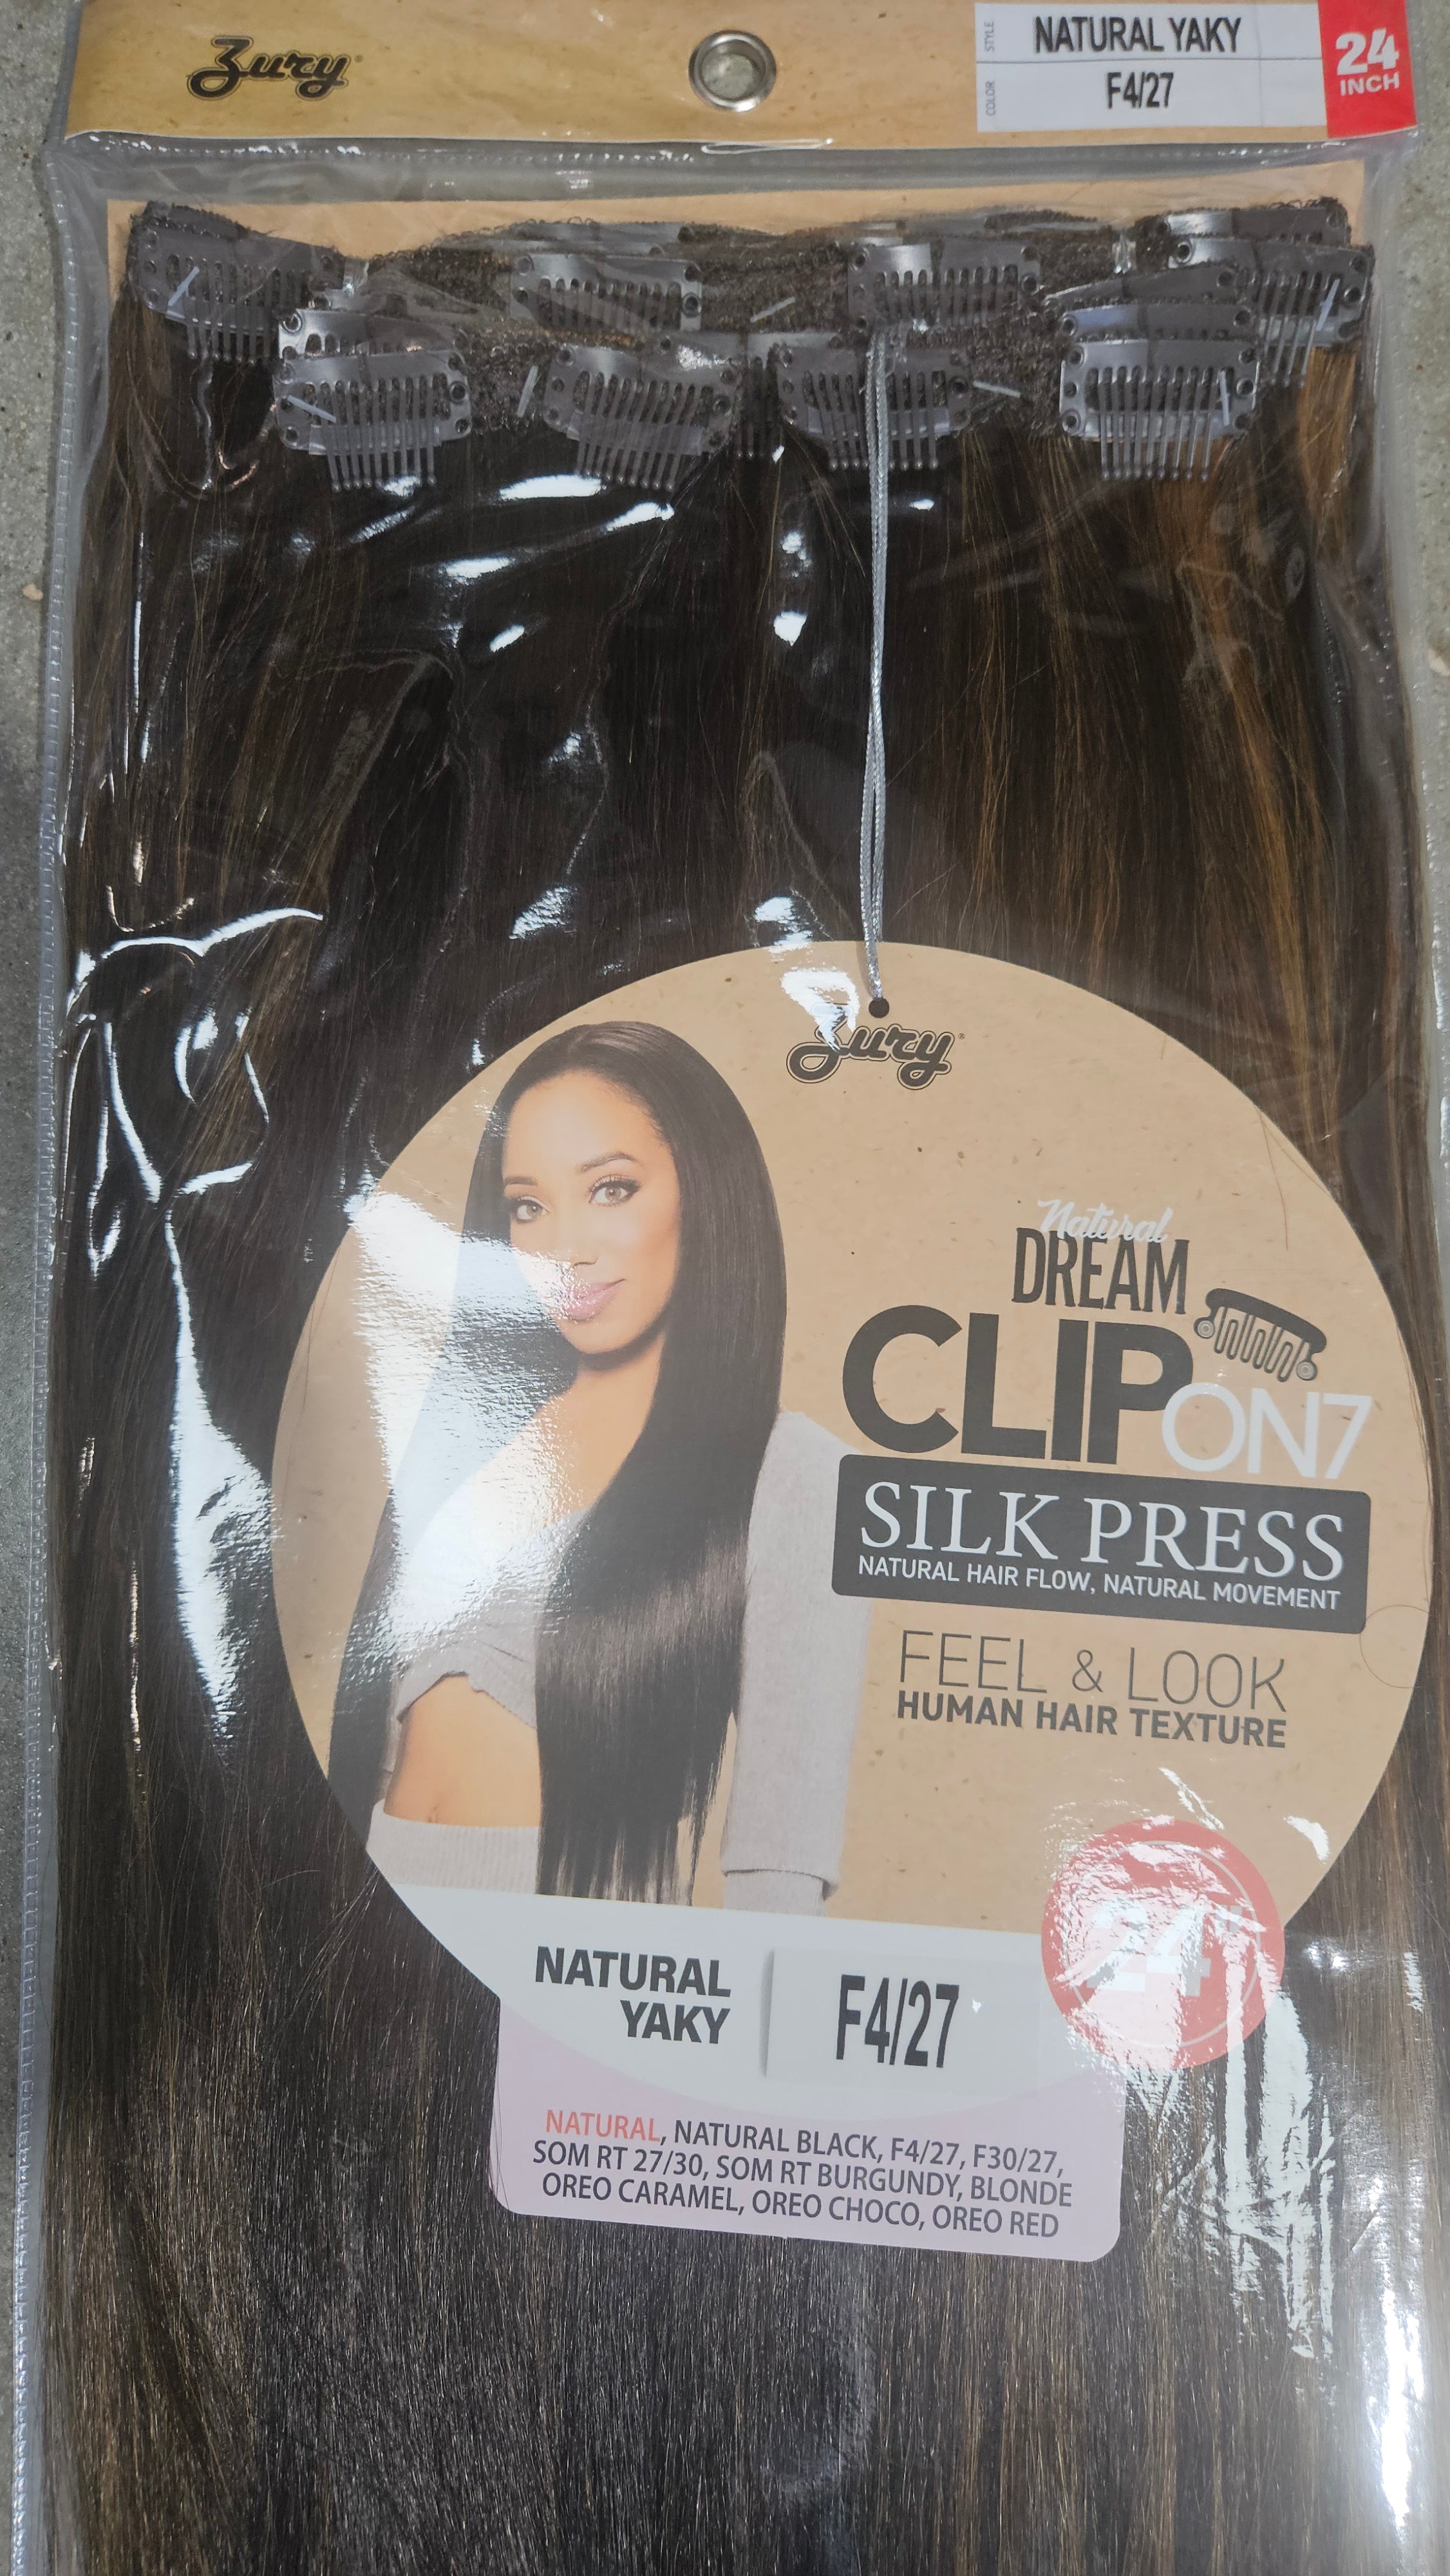 Zury
STYLE
NATURAL YAKY
COLOR
F4/27
24
INCH
Zury
Natural
DREAM
CLIPON7
SILK PRESS
NATURAL HAIR FLOW, NATURAL MOVEMENT
FEEL & LOOK
HUMAN HAIR TEXTURE
24"
NATURAL
YAKY
F4/27
NATURAL, NATURAL BLACK, F4/27, F30/27,
SOM RT 27/30, SOM RT BURGUNDY, BLONDE
OREO CARAMEL, OREO CHOCO, OREO RED